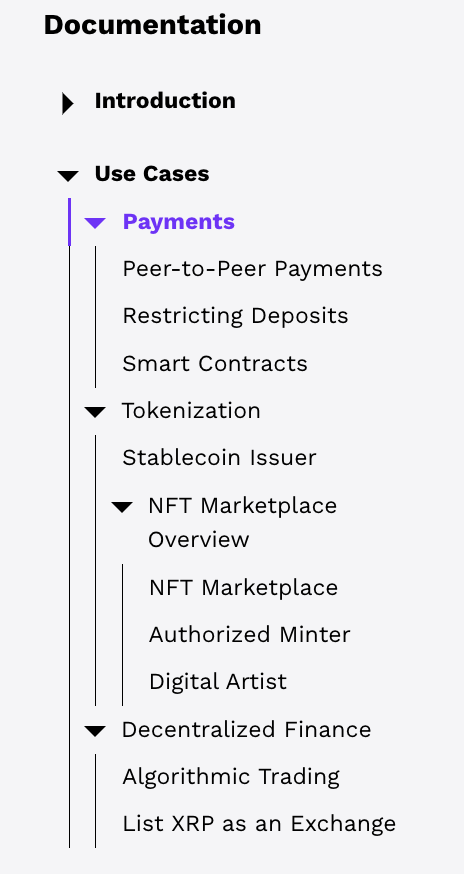 Documentation
Introduction
Use Cases
Payments
Peer-to-Peer Payments
Restricting Deposits
Smart Contracts
Tokenization
Stablecoin Issuer
NFT Marketplace
Overview
NFT Marketplace
Authorized Minter
Digital Artist
Decentralized Finance
Algorithmic Trading
List XRP as an Exchange